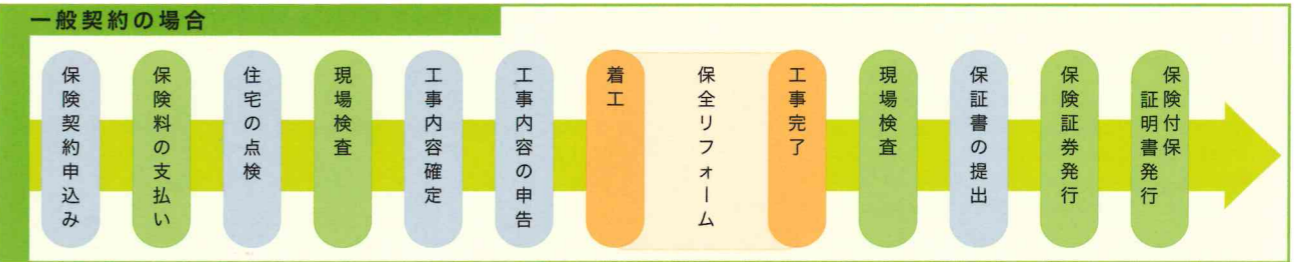 一般契約の場合
保険契約申込み
保険料の支払い
住宅の点検
現場検査
工事内容確定
工事内容の申告
着工
保全リフォーム
工事完了
現場検査
保証書の提出
保険証券発行
保険付保
証明書発行